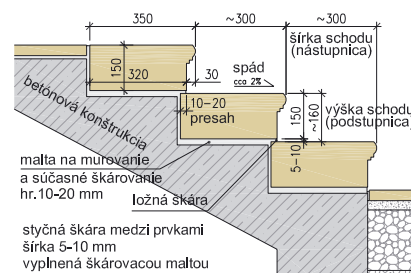 350
~300
~300
šírka schodu
(nástupnica)
150
320
30
spád
cca 2%
betónová konštrukcia
10–20
presah
150
~160
výška schodu
(podstupnica)
5–10
malta na murovanie
a súčasné škárovanie
hr.10-20 mm
ložná škára
styčná škára medzi prvkami
šírka 5-10 mm
vyplnená škárovacou maltou